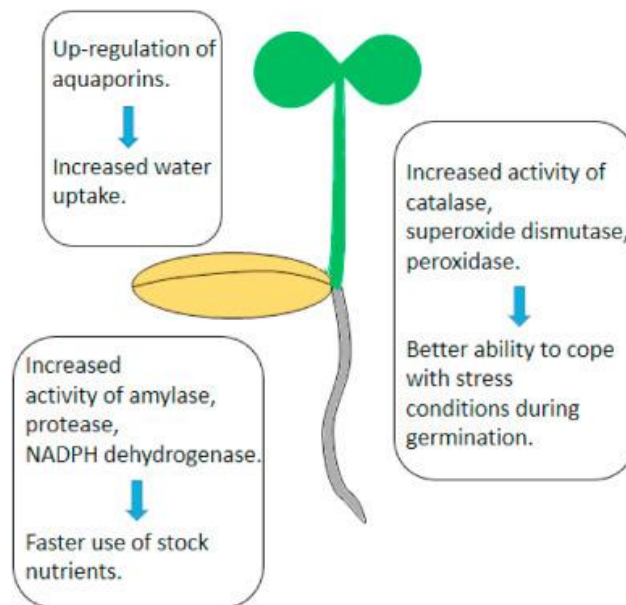 Up-regulation of
aquaporins.
Increased water
uptake.
Increased activity of
catalase,
superoxide dismutase,
peroxidase.
Better ability to cope
with stress
conditions during
germination.
Increased
activity of amylase,
protease,
NADPH dehydrogenase.
Faster use of stock
nutrients.